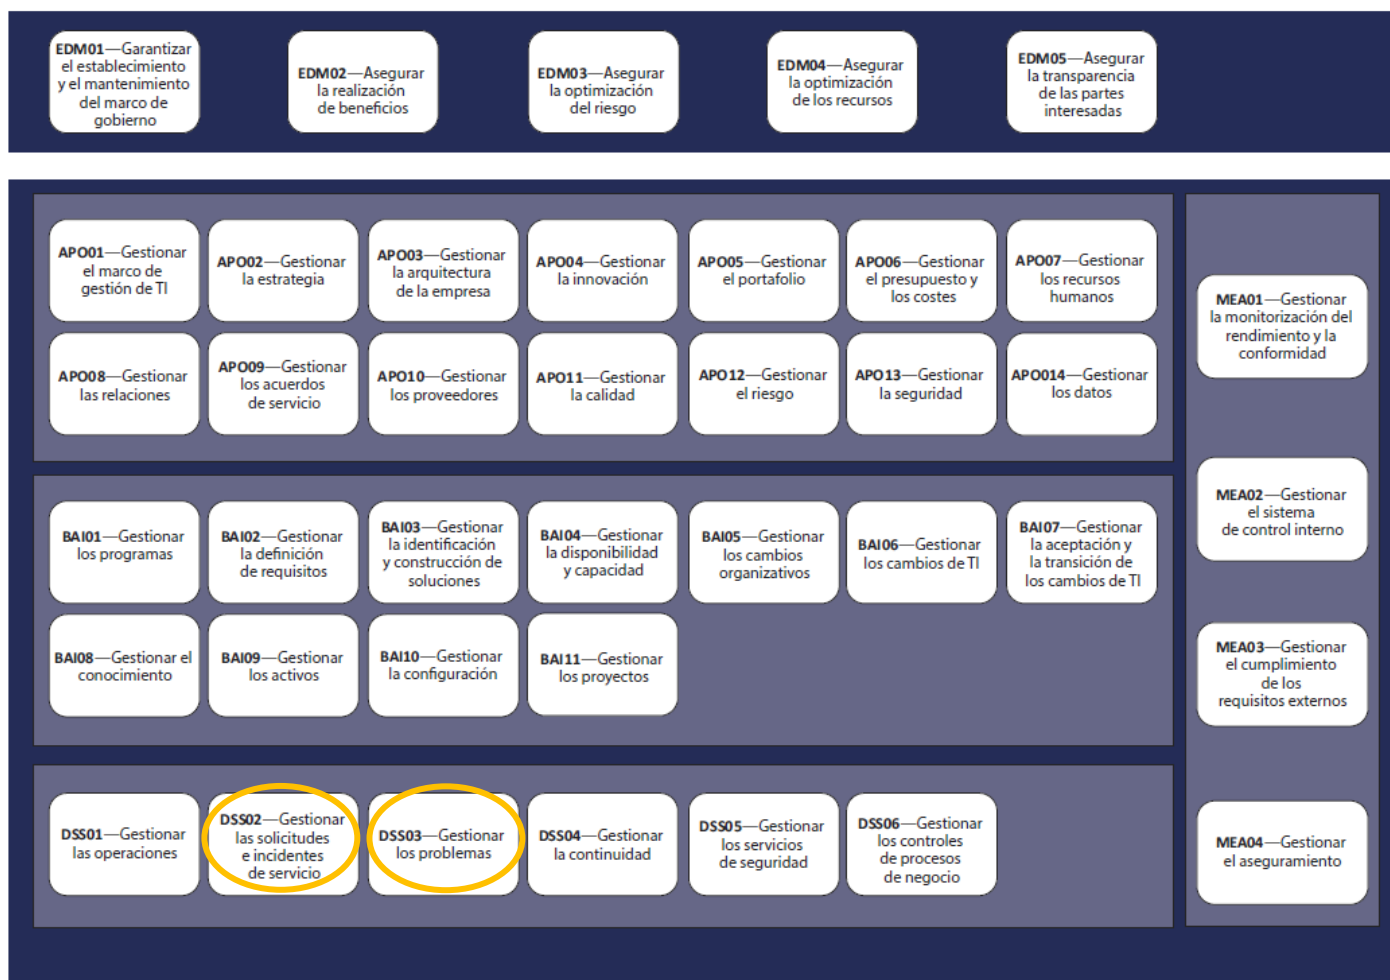 EDM01—Garantizar
el establecimiento
y el mantenimiento
del marco de
gobierno
EDM02—Asegurar
la realización
de beneficios
EDM03—Asegurar
la optimización
del riesgo
EDM04—Asegurar
la optimización
de los recursos
EDM05—Asegurar
la transparencia
de las partes
interesadas
APO01—Gestionar
el marco de
gestión de TI
APO02—Gestionar
la estrategia
APO03—Gestionar
la arquitectura
de la empresa
APO04—Gestionar
la innovación
APO05—Gestionar
el portafolio
APO06—Gestionar
el presupuesto y
los costes
APO07—Gestionar
los recursos
humanos
APO08—Gestionar
las relaciones
APO09—Gestionar
los acuerdos
de servicio
APO10—Gestionar
los proveedores
APO11—Gestionar
la calidad
APO12—Gestionar
el riesgo
APO13—Gestionar
la seguridad
APO014—Gestionar
los datos
BAI01—Gestionar
los programas
BAI02—Gestionar
la definición
de requisitos
BAI03—Gestionar
la identificación
y construcción de
soluciones
BAI04—Gestionar
la disponibilidad
y capacidad
BAI05—Gestionar
los cambios
organizativos
BAI06—Gestionar
los cambios de TI
BAI07—Gestionar
la aceptación y
la transición de
los cambios de TI
BAI08—Gestionar el
conocimiento
BAI09—Gestionar
los activos
BAI10—Gestionar
la configuración
BAI11—Gestionar
los proyectos
DSS01—Gestionar
las operaciones
DSS02—Gestionar
las solicitudes
e incidentes
de servicio
DSS03—Gestionar
los problemas
DSS04—Gestionar
la continuidad
DSS05—Gestionar
los servicios
de seguridad
DSS06—Gestionar
los controles
de procesos
de negocio
MEA01—Gestionar
la monitorización del
rendimiento y la
conformidad
MEA02—Gestionar
el sistema
de control interno
MEA03—Gestionar
el cumplimiento
de los
requisitos externos
MEA04—Gestionar
el aseguramiento